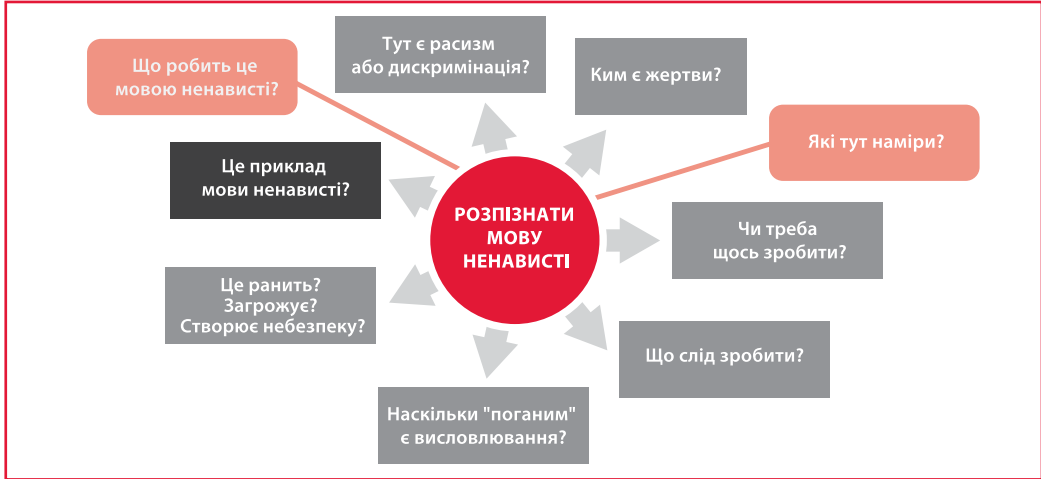 Тут є расизм
або дискримінація?
Що робить це
мовою ненависті?
Ким є жертви?
Які тут наміри?
Це приклад
мови ненависті?
РОЗПІЗНАТИ
МОВУ
НЕНАВИСТІ
Чи треба
щось зробити?
Це ранить?
Загрожує?
Створює небезпеку?
Що слід зробити?
Наскільки "поганим"
є висловлювання?